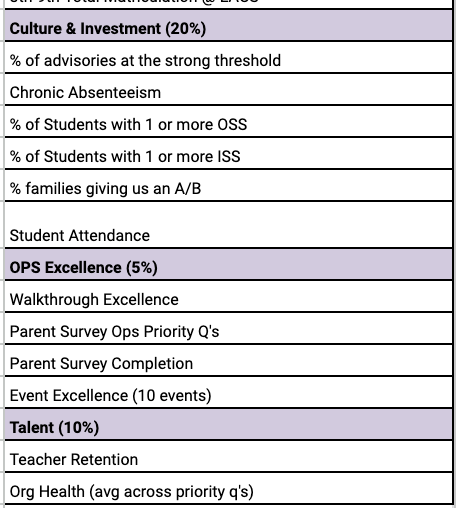 Culture & Investment (20%)
% of advisories at the strong threshold
Chronic Absenteeism
% of Students with 1 or more OSS
% of Students with 1 or more ISS
% families giving us an A/B
Student Attendance
OPS Excellence (5%)
Walkthrough Excellence
Parent Survey Ops Priority Q's
Parent Survey Completion
Event Excellence (10 events)
Talent (10%)
Teacher Retention
Org Health (avg across priority q's)